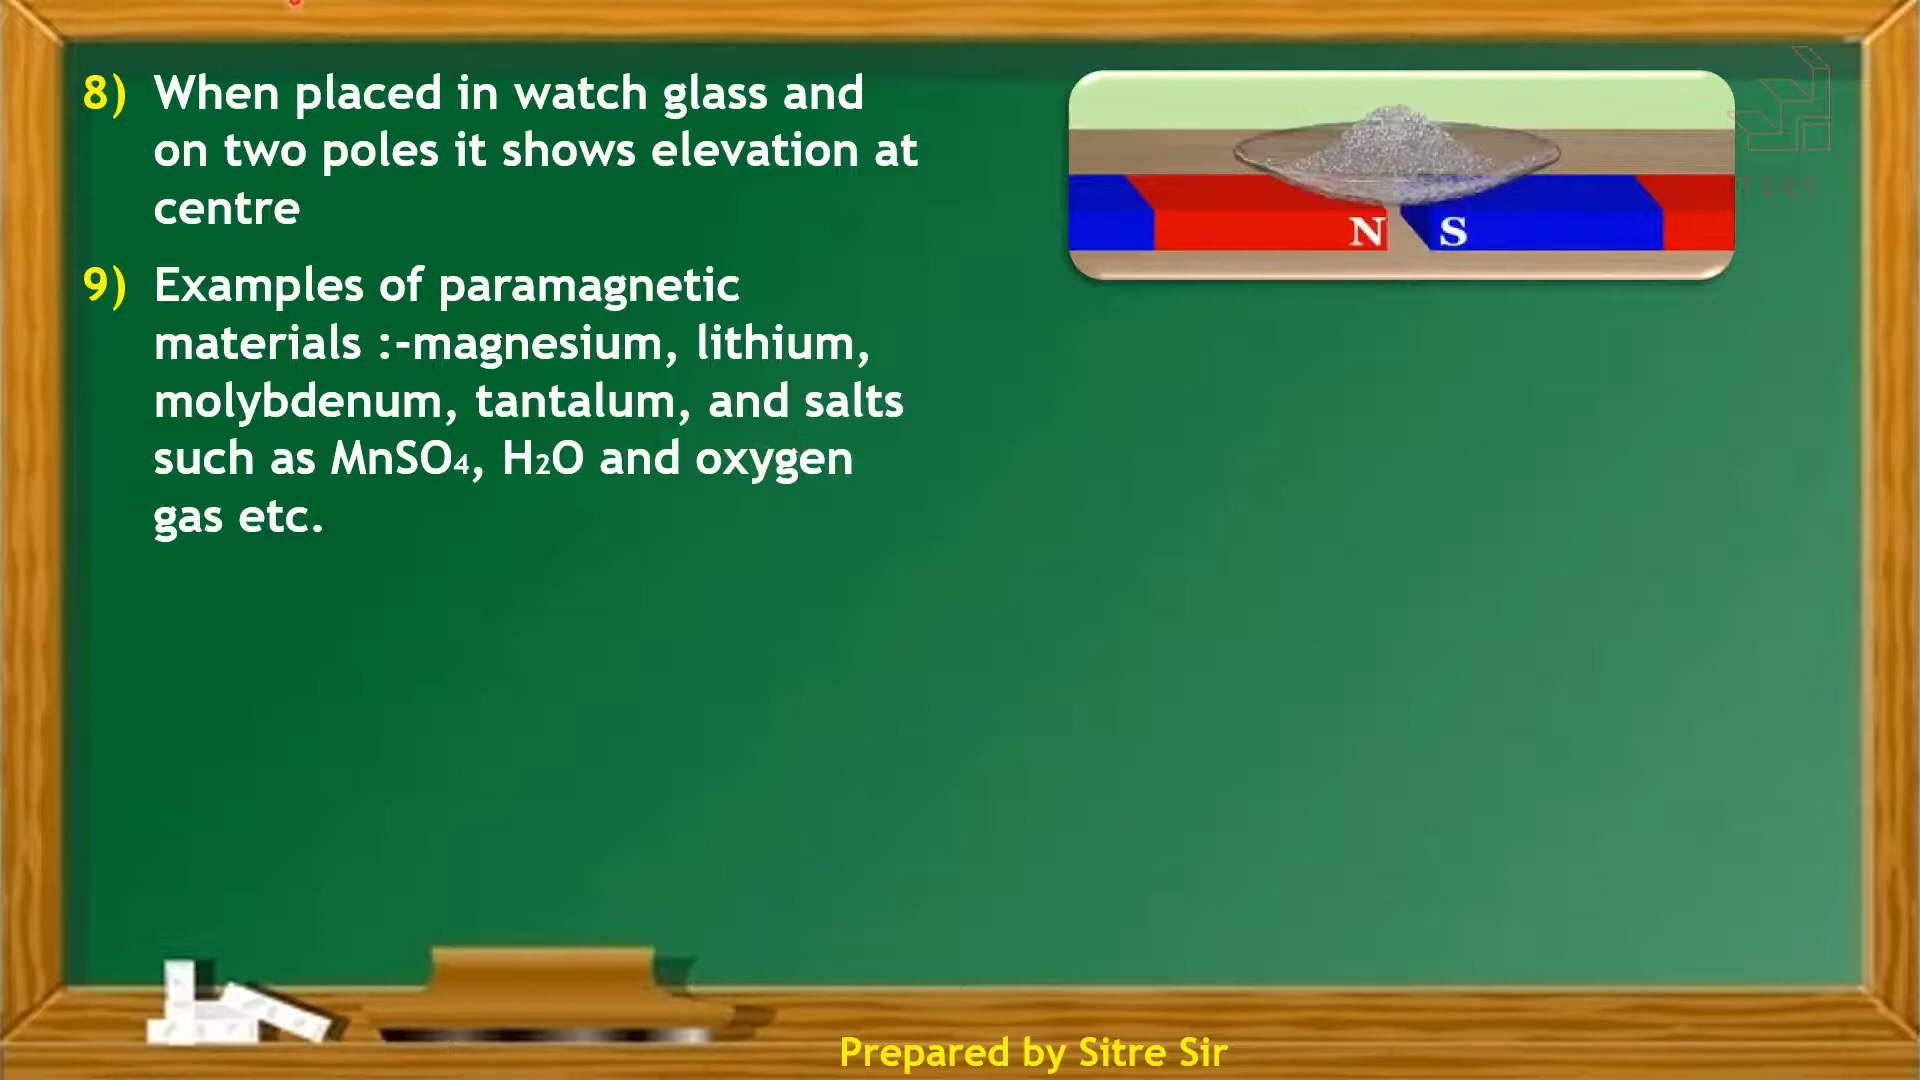 8) When placed in watch glass and
on two poles it shows elevation at
centre
9) Examples of paramagnetic
materials :-magnesium, lithium,
molybdenum, tantalum, and salts
such as MnSO₄, H₂O and oxygen
gas etc.
N S
Prepared by Sitre Sir